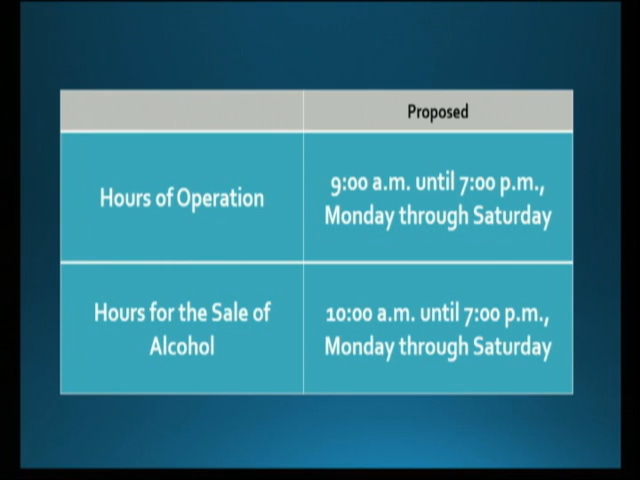 Proposed
Hours of Operation
9:00 a.m. until 7:00 p.m.,
Monday through Saturday
Hours for the Sale of
Alcohol
10:00 a.m. until 7:00 p.m.,
Monday through Saturday